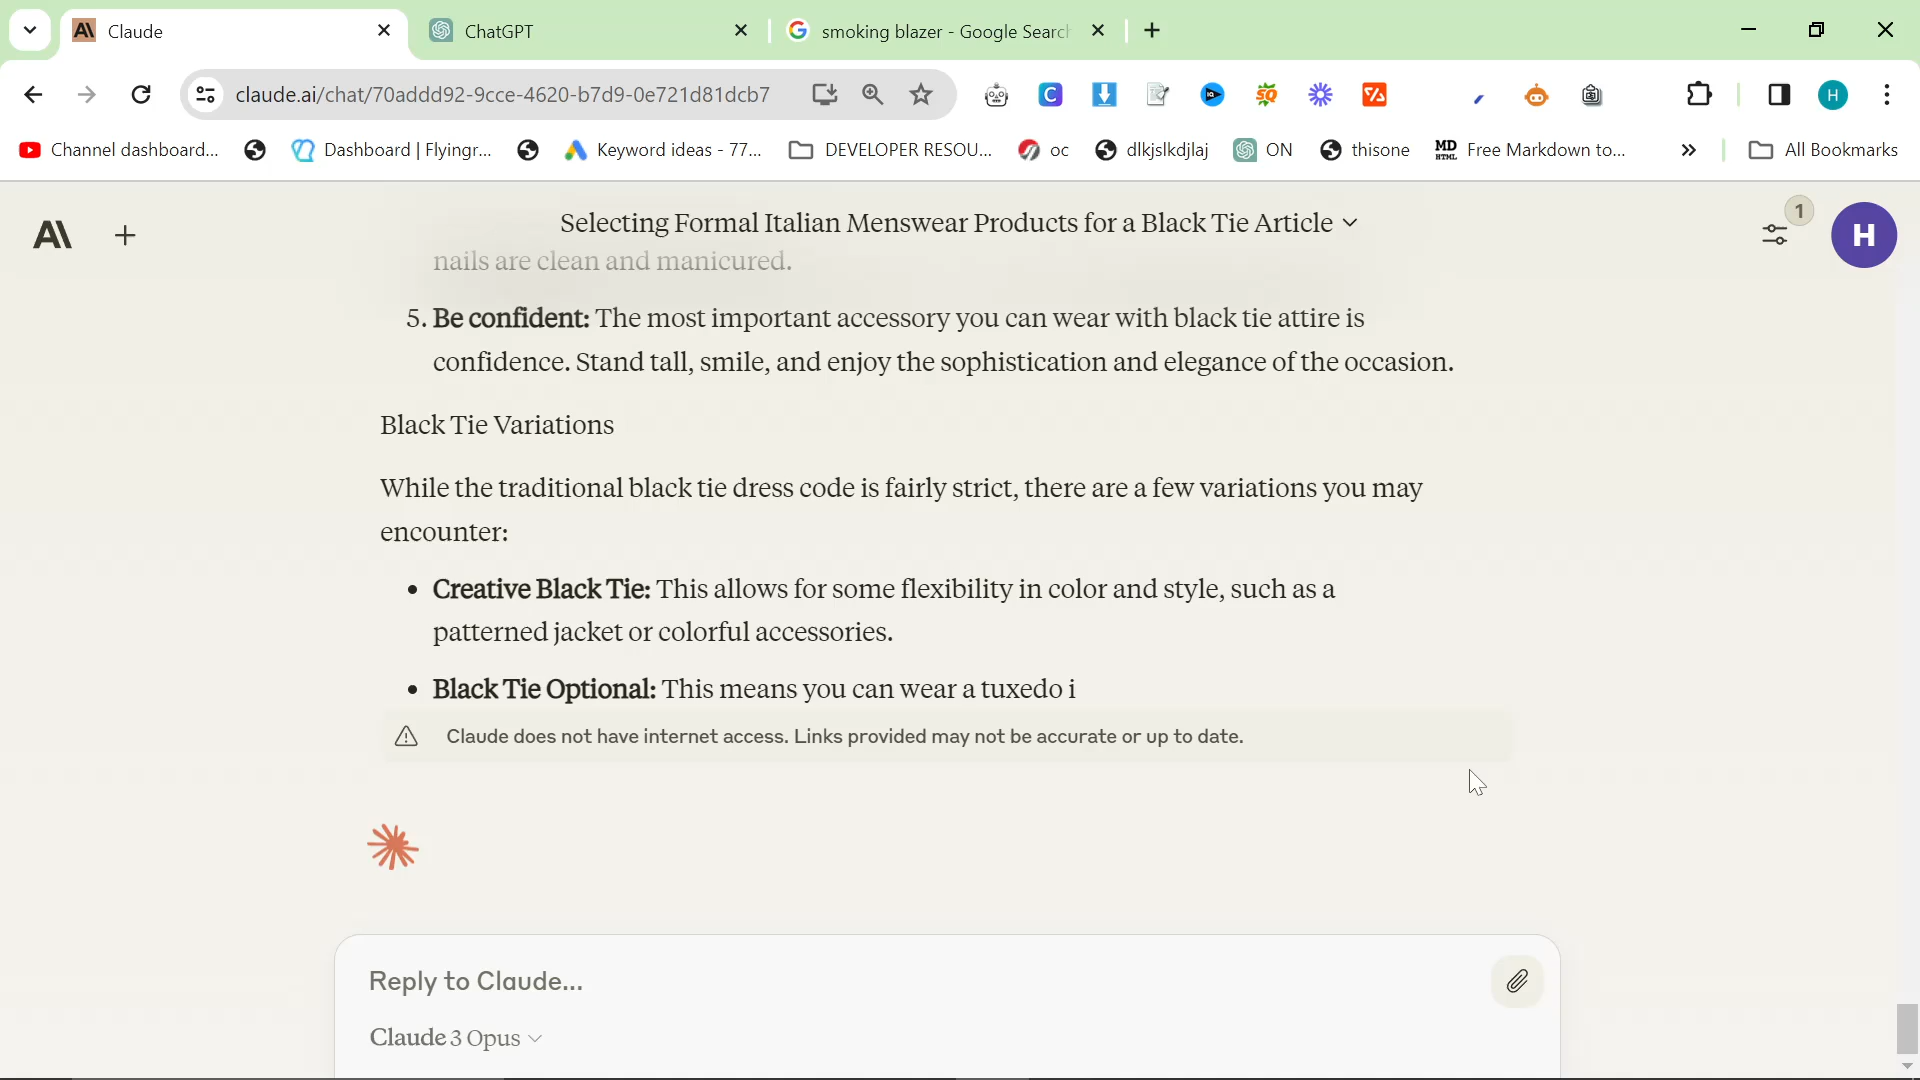 Claude
ChatGPT
smoking blazer - Google Search
claude.ai/chat/70addd92-9cce-4620-b7d9-0e721d81dcb7
H
Channel dashboard...
Dashboard | Flyingr...
Keyword ideas - 77...
DEVELOPER RESOU...
oc
dlkjslkdjlaj
ON
thisone
MD HTML
Free Markdown to...
All Bookmarks
Selecting Formal Italian Menswear Products for a Black Tie Article
1
H
nails are clean and manicured.
5. Be confident: The most important accessory you can wear with black tie attire is
confidence. Stand tall, smile, and enjoy the sophistication and elegance of the occasion.
Black Tie Variations
While the traditional black tie dress code is fairly strict, there are a few variations you may
encounter:
• Creative Black Tie: This allows for some flexibility in color and style, such as a
patterned jacket or colorful accessories.
• Black Tie Optional: This means you can wear a tuxedo i
Claude does not have internet access. Links provided may not be accurate or up to date.
Reply to Claude...
Claude 3 Opus